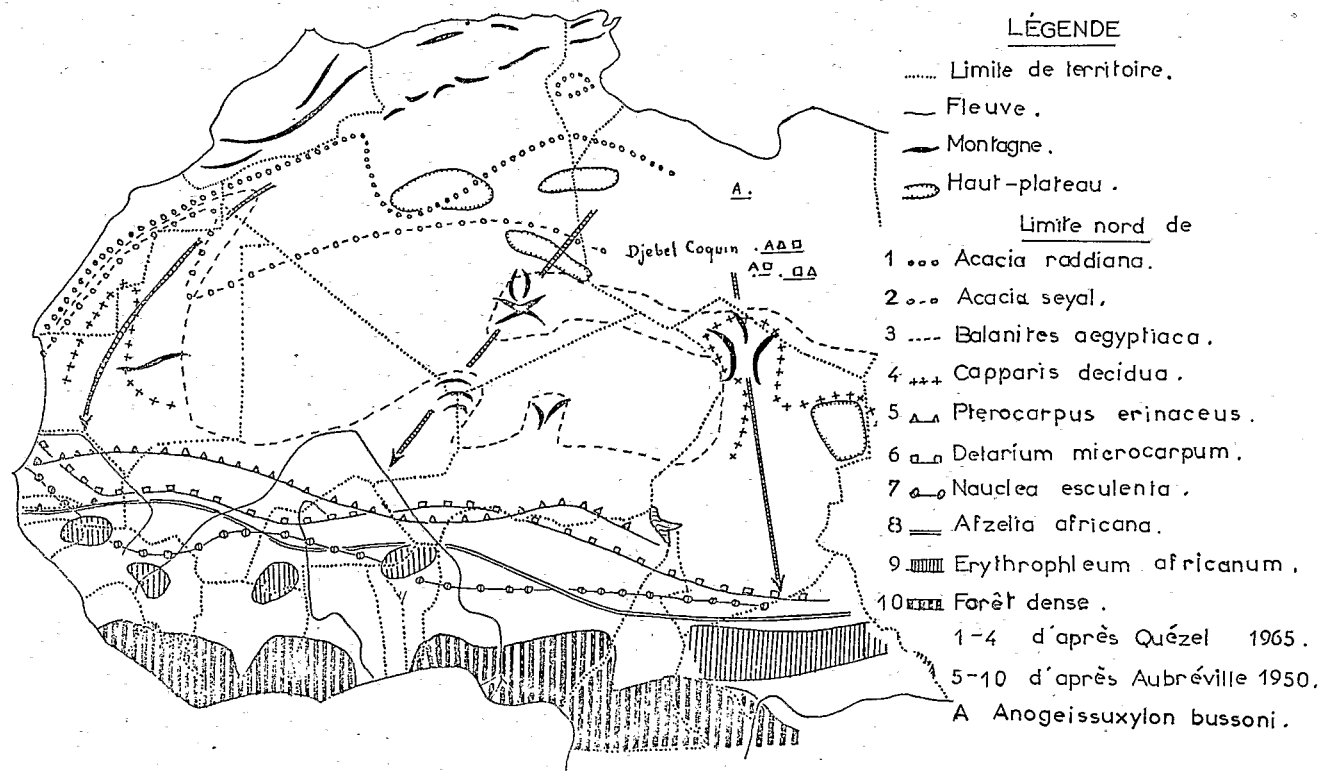 LÉGENDE
Limite de territoire.
Fleuve.
Montagne.
Haut-plateau.
Limite nord de
1 Acacia raddiana.
2 Acacia seyal.
3 Balanites aegyptiaca.
4 Capparis decidua.
5 Pterocarpus erinaceus.
6 Detarium microcarpum.
7 Nauclea esculenta.
8 Afzelia africana.
9 Erythrophleum africanum.
10 Forêt dense.
1-4 d'après Quézel 1965.
5-10 d'après Aubréville 1950.
A Anogeissuxylon bussoni.
A.
Djebel Coquin . A
A